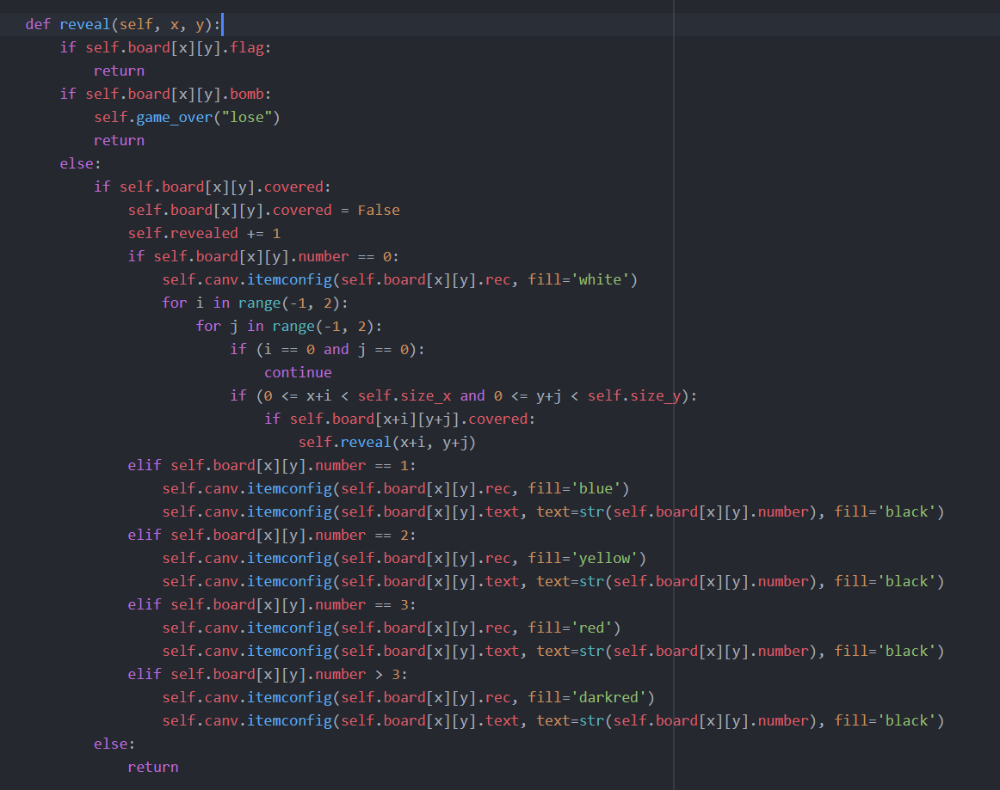 def reveal(self, x, y):
    if self.board[x][y].flag:
        return
    if self.board[x][y].bomb:
        self.game_over("lose")
        return
    else:
        if self.board[x][y].covered:
            self.board[x][y].covered = False
            self.revealed += 1
            if self.board[x][y].number == 0:
                self.canv.itemconfig(self.board[x][y].rec, fill='white')
                for i in range(-1, 2):
                    for j in range(-1, 2):
                        if (i == 0 and j == 0):
                            continue
                        if (0 <= x+i < self.size_x and 0 <= y+j < self.size_y):
                            if self.board[x+i][y+j].covered:
                                self.reveal(x+i, y+j)
            elif self.board[x][y].number == 1:
                self.canv.itemconfig(self.board[x][y].rec, fill='blue')
                self.canv.itemconfig(self.board[x][y].text, text=str(self.board[x][y].number), fill='black')
            elif self.board[x][y].number == 2:
                self.canv.itemconfig(self.board[x][y].rec, fill='yellow')
                self.canv.itemconfig(self.board[x][y].text, text=str(self.board[x][y].number), fill='black')
            elif self.board[x][y].number == 3:
                self.canv.itemconfig(self.board[x][y].rec, fill='red')
                self.canv.itemconfig(self.board[x][y].text, text=str(self.board[x][y].number), fill='black')
            elif self.board[x][y].number > 3:
                self.canv.itemconfig(self.board[x][y].rec, fill='darkred')
                self.canv.itemconfig(self.board[x][y].text, text=str(self.board[x][y].number), fill='black')
        else:
            return